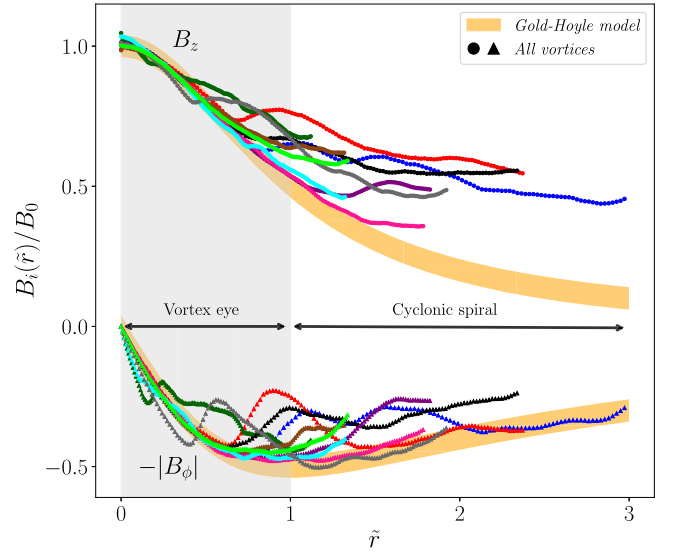 Gold-Hoyle model
All vortices
B_z
1.0
0.5
0.0
−0.5
B_i(r̃)/B_0
Vortex eye
Cyclonic spiral
−|B_ϕ|
0
1
2
3
r̃